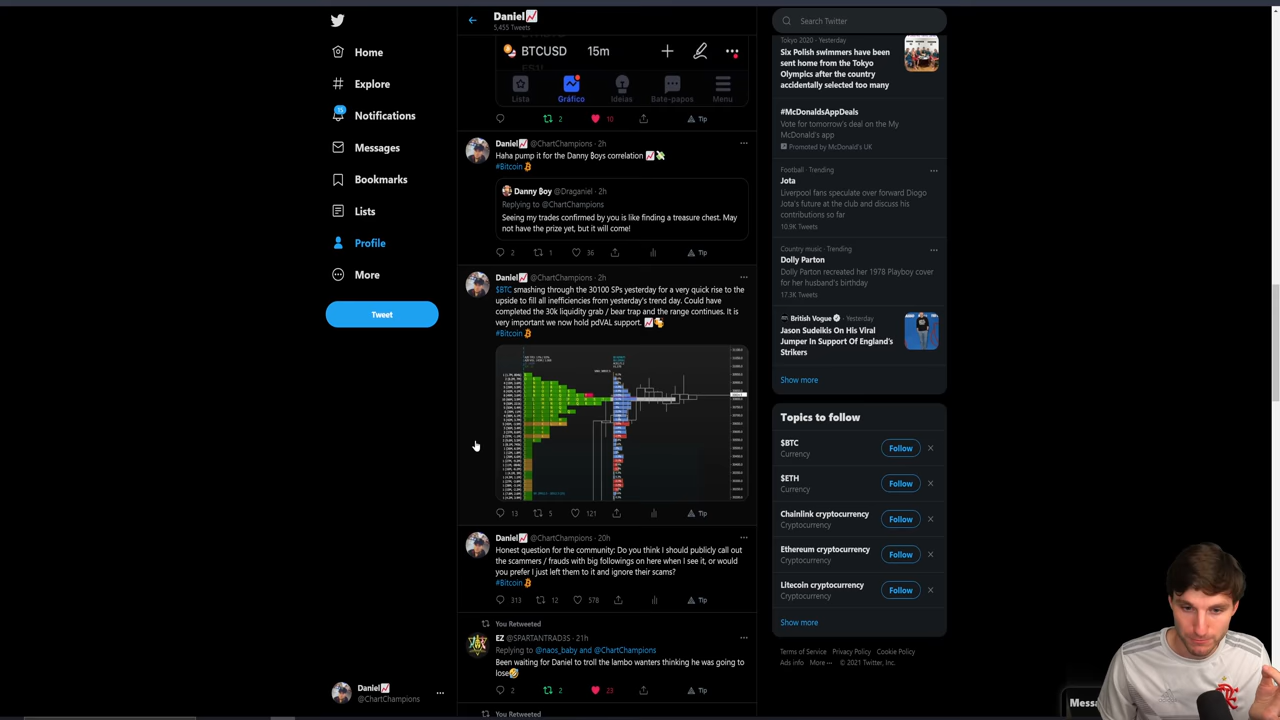 Daniel📈
5,455 Tweets
BTCUSD 15m
Lista Gráfico Ideias Bate-papos Menu
2 10 Tip
Daniel📈 @ChartChampions · 2h
Haha pump it for the Danny Boys correlation 📈💸
#Bitcoin
Danny ₿oy @Draganiel · 2h
Replying to @ChartChampions
Seeing my trades confirmed by you is like finding a treasure chest. May
not have the prize yet, but it will come!
2 1 36 Tip
Daniel📈 @ChartChampions · 2h
$BTC smashing through the 30100 SPs yesterday for a very quick rise to the
upside to fill all inefficiencies from yesterday's trend day. Could have
completed the 30k liquidity grab / bear trap and the range continues. It is
very important we now hold pdVAL support. 📈🍻
#Bitcoin
13 5 121 Tip
Daniel📈 @ChartChampions · 20h
Honest question for the community: Do you think I should publicly call out
the scammers / frauds with big followings on here when I see it, or would
you prefer I just left them to it and ignore their scams?
#Bitcoin
313 12 578 Tip
You Retweeted
EZ @SPARTANTRAD3S · 21h
Replying to @naos_baby and @ChartChampions
Been waiting for Daniel to troll the lambo wanters thinking he was going to
lose🤣
2 2 23 Tip
You Retweeted
Home
Explore
15
Notifications
Messages
Bookmarks
Lists
Profile
More
Tweet
Daniel📈
@ChartChampions
Search Twitter
Tokyo 2020 · Yesterday
Six Polish swimmers have been
sent home from the Tokyo
Olympics after the country
accidentally selected too many
#McDonaldsAppDeals
Vote for tomorrow's deal on the My
McDonald's app
Promoted by McDonald's UK
Football · Trending
Jota
Liverpool fans speculate over forward Diogo
Jota's future at the club and discuss his
contributions so far
10.9K Tweets
Country music · Trending
Dolly Parton
Dolly Parton recreated her 1978 Playboy cover
for her husband's birthday
17.3K Tweets
British Vogue · Yesterday
Jason Sudeikis On His Viral
Jumper In Support Of England's
Strikers
Show more
Topics to follow
$BTC
Currency
Follow
$ETH
Currency
Follow
Chainlink cryptocurrency
Cryptocurrency
Follow
Ethereum cryptocurrency
Cryptocurrency
Follow
Litecoin cryptocurrency
Cryptocurrency
Follow
Show more
Terms of Service Privacy Policy Cookie Policy
Ads info More ··· © 2021 Twitter, Inc.
Messa